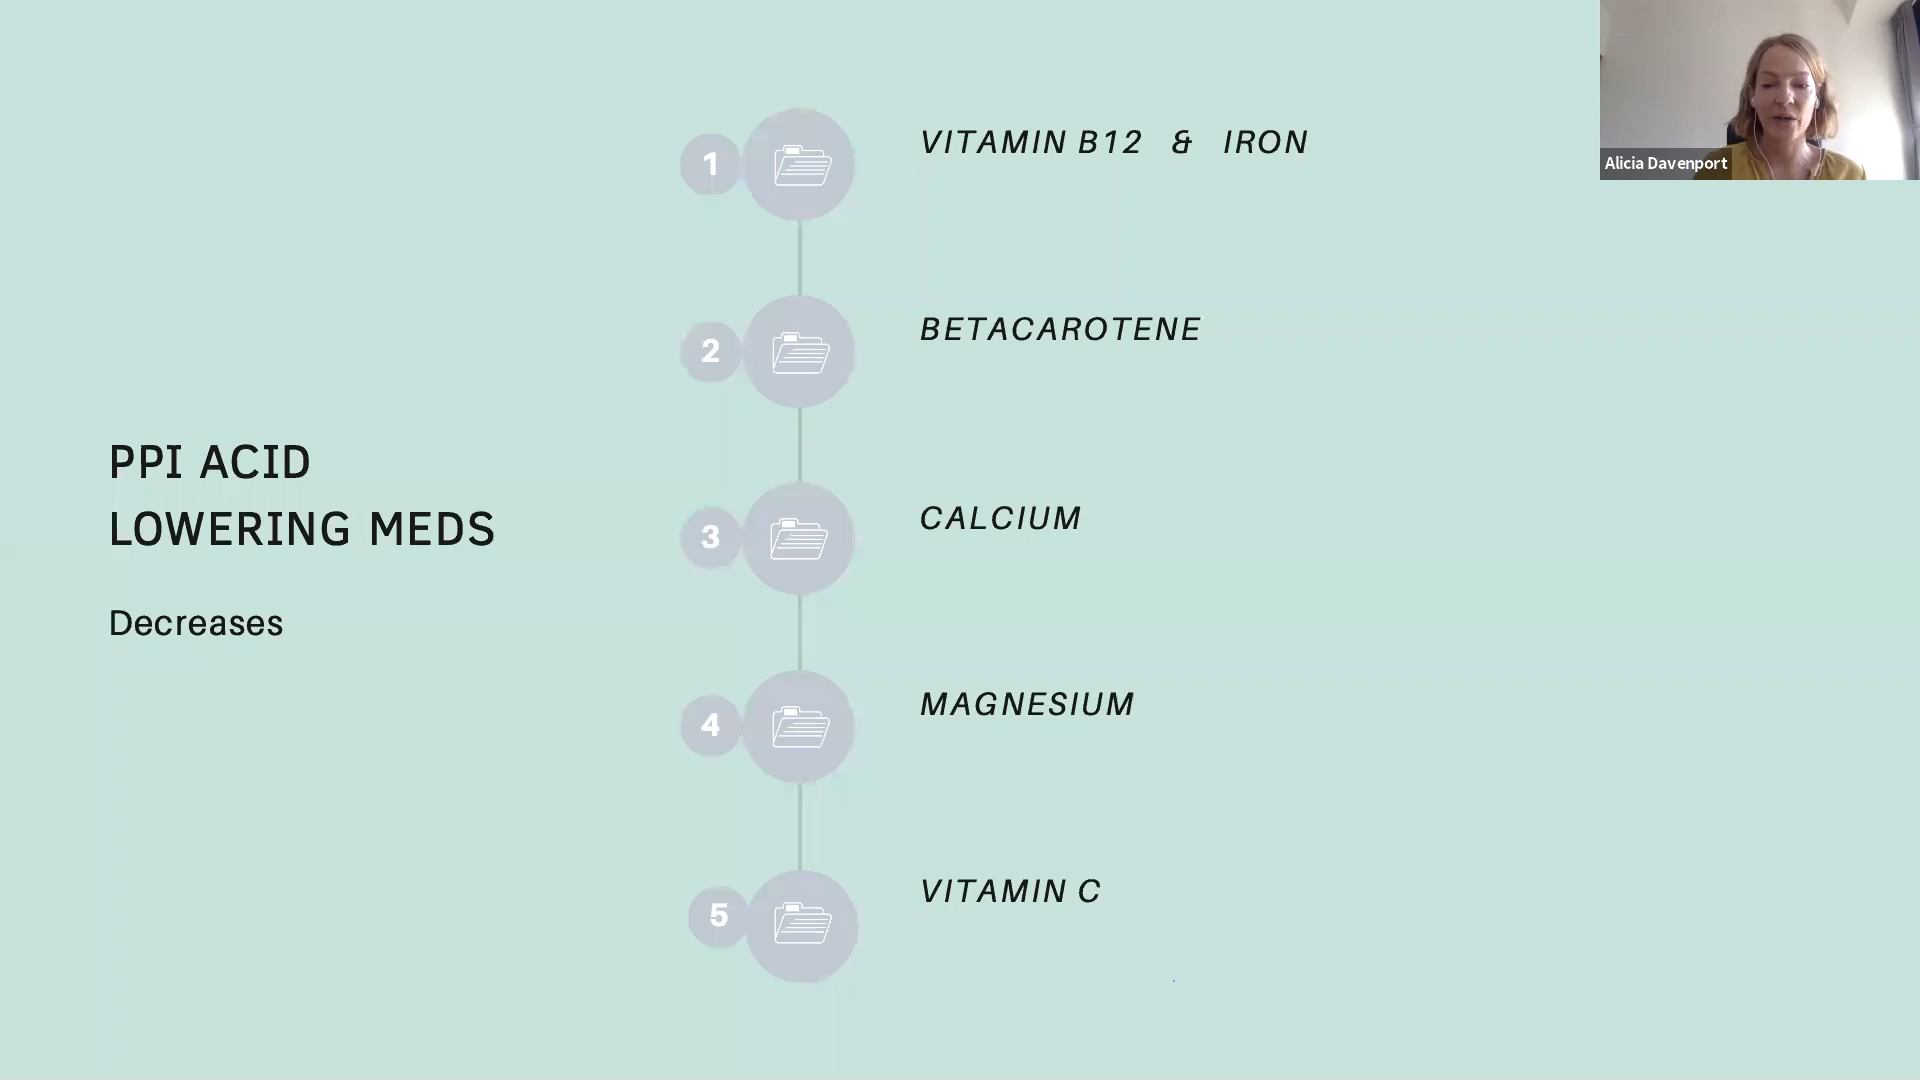 PPI ACID
LOWERING MEDS
Decreases
1
VITAMIN B12 & IRON
2
BETACAROTENE
3
CALCIUM
4
MAGNESIUM
5
VITAMIN C
Alicia Davenport